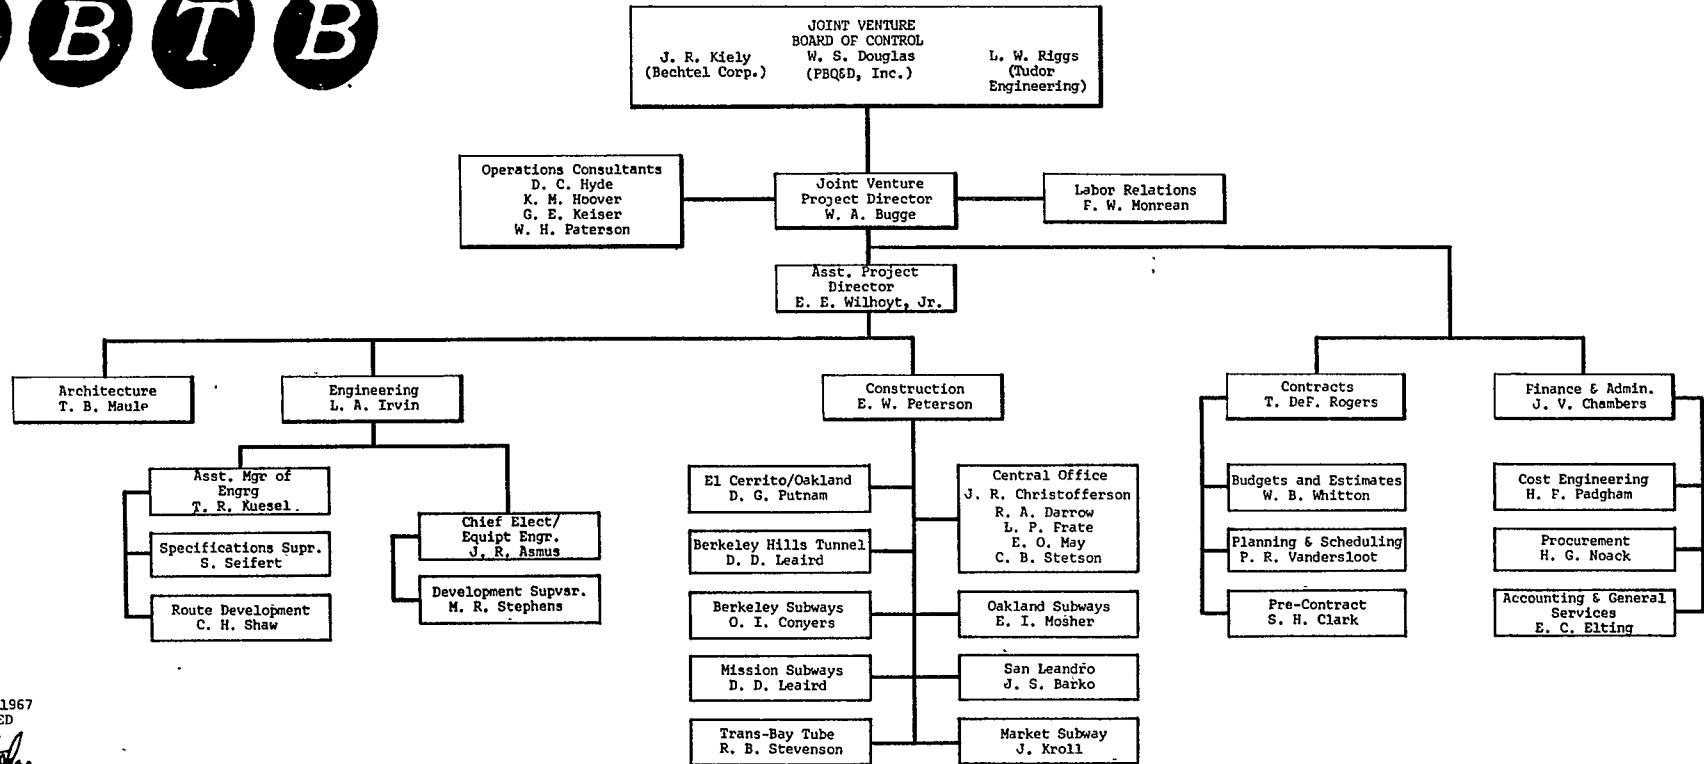 B T B
JOINT VENTURE
BOARD OF CONTROL
J. R. Kiely
(Bechtel Corp.)
W. S. Douglas
(PBQ&D, Inc.)
L. W. Riggs
(Tudor
Engineering)
Operations Consultants
D. C. Hyde
K. M. Hoover
G. E. Keiser
W. H. Paterson
Joint Venture
Project Director
W. A. Bugge
Labor Relations
F. W. Monrean
Asst. Project
Director
E. E. Wilhoyt, Jr.
Architecture
T. B. Maule
Engineering
L. A. Irvin
Construction
E. W. Peterson
Contracts
T. DeF. Rogers
Finance & Admin.
J. V. Chambers
Asst. Mgr of
Engrg
T. R. Kuesel
Specifications Supr.
S. Seifert
Route Development
C. H. Shaw
Chief Elect/
Equipt Engr.
J. R. Asmus
Development Supvsr.
M. R. Stephens
El Cerrito/Oakland
D. G. Putnam
Berkeley Hills Tunnel
D. D. Leaird
Berkeley Subways
O. I. Conyers
Mission Subways
D. D. Leaird
Trans-Bay Tube
R. B. Stevenson
Central Office
J. R. Christofferson
R. A. Darrow
L. P. Frate
E. O. May
C. B. Stetson
Oakland Subways
E. I. Mosher
San Leandro
J. S. Barko
Market Subway
J. Kroll
Budgets and Estimates
W. B. Whitton
Planning & Scheduling
P. R. Vandersloot
Pre-Contract
S. H. Clark
Cost Engineering
H. F. Padgham
Procurement
H. G. Noack
Accounting & General
Services
E. C. Elting
1967